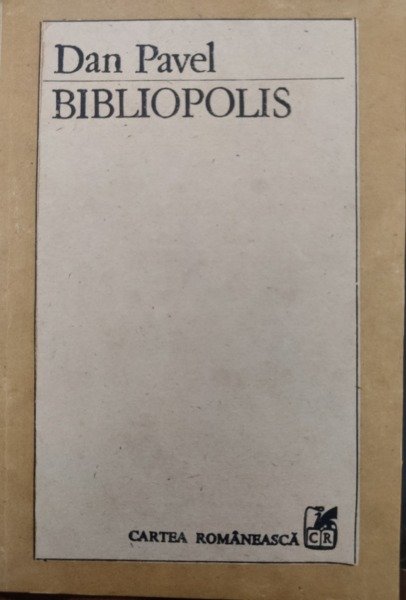 Dan Pavel
BIBLIOPOLIS
CARTEA ROMÂNEASCĂ CR